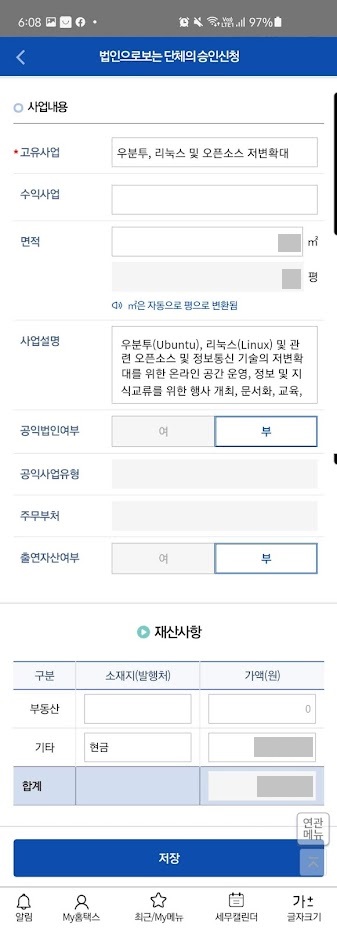 6:08
97%
법인으로보는 단체의 승인신청
사업내용
* 고유사업
우분투, 리눅스 및 오픈소스 저변확대
수익사업
면적
㎡
평
㎡은 자동으로 평으로 변환됨
사업설명
우분투(Ubuntu), 리눅스(Linux) 및 관
련 오픈소스 및 정보통신 기술의 저변확
대를 위한 온라인 공간 운영, 정보 및 지
식교류를 위한 행사 개최, 문서화, 교육,
공익법인여부
여
부
공익사업유형
주무부처
출연자산여부
여
부
재산사항
구분
소재지(발행처)
가액(원)
부동산
0
기타
현금
합계
연관
메뉴
저장
알림
My홈택스
최근/My메뉴
세무캘린더
가±
글자크기